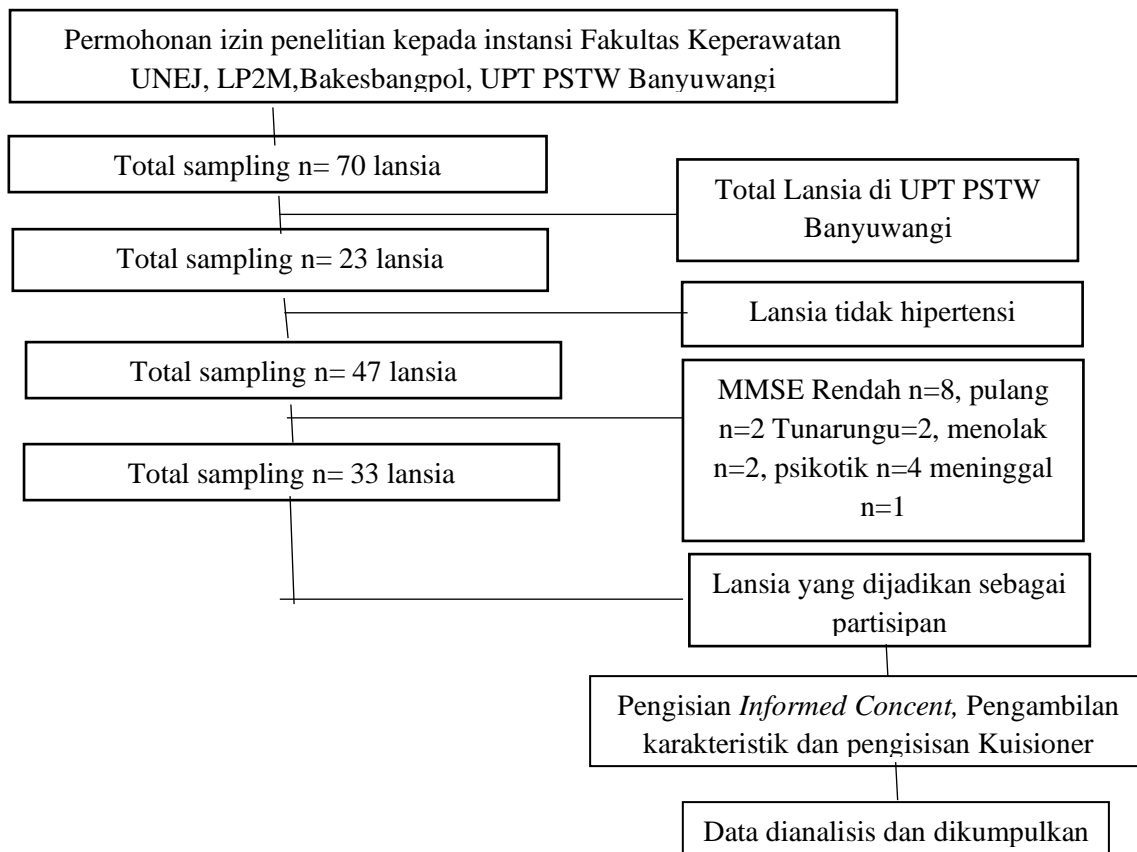 Permohonan izin penelitian kepada instansi Fakultas Keperawatan
UNEJ, LP2M,Bakesbangpol, UPT PSTW Banyuwangi
Total sampling n= 70 lansia
Total Lansia di UPT PSTW
Banyuwangi
Total sampling n= 23 lansia
Lansia tidak hipertensi
Total sampling n= 47 lansia
MMSE Rendah n=8, pulang
n=2 Tunarungu=2, menolak
n=2, psikotik n=4 meninggal
n=1
Total sampling n= 33 lansia
Lansia yang dijadikan sebagai
partisipan
Pengisian Informed Concent, Pengambilan
karakteristik dan pengisisan Kuisioner
Data dianalisis dan dikumpulkan